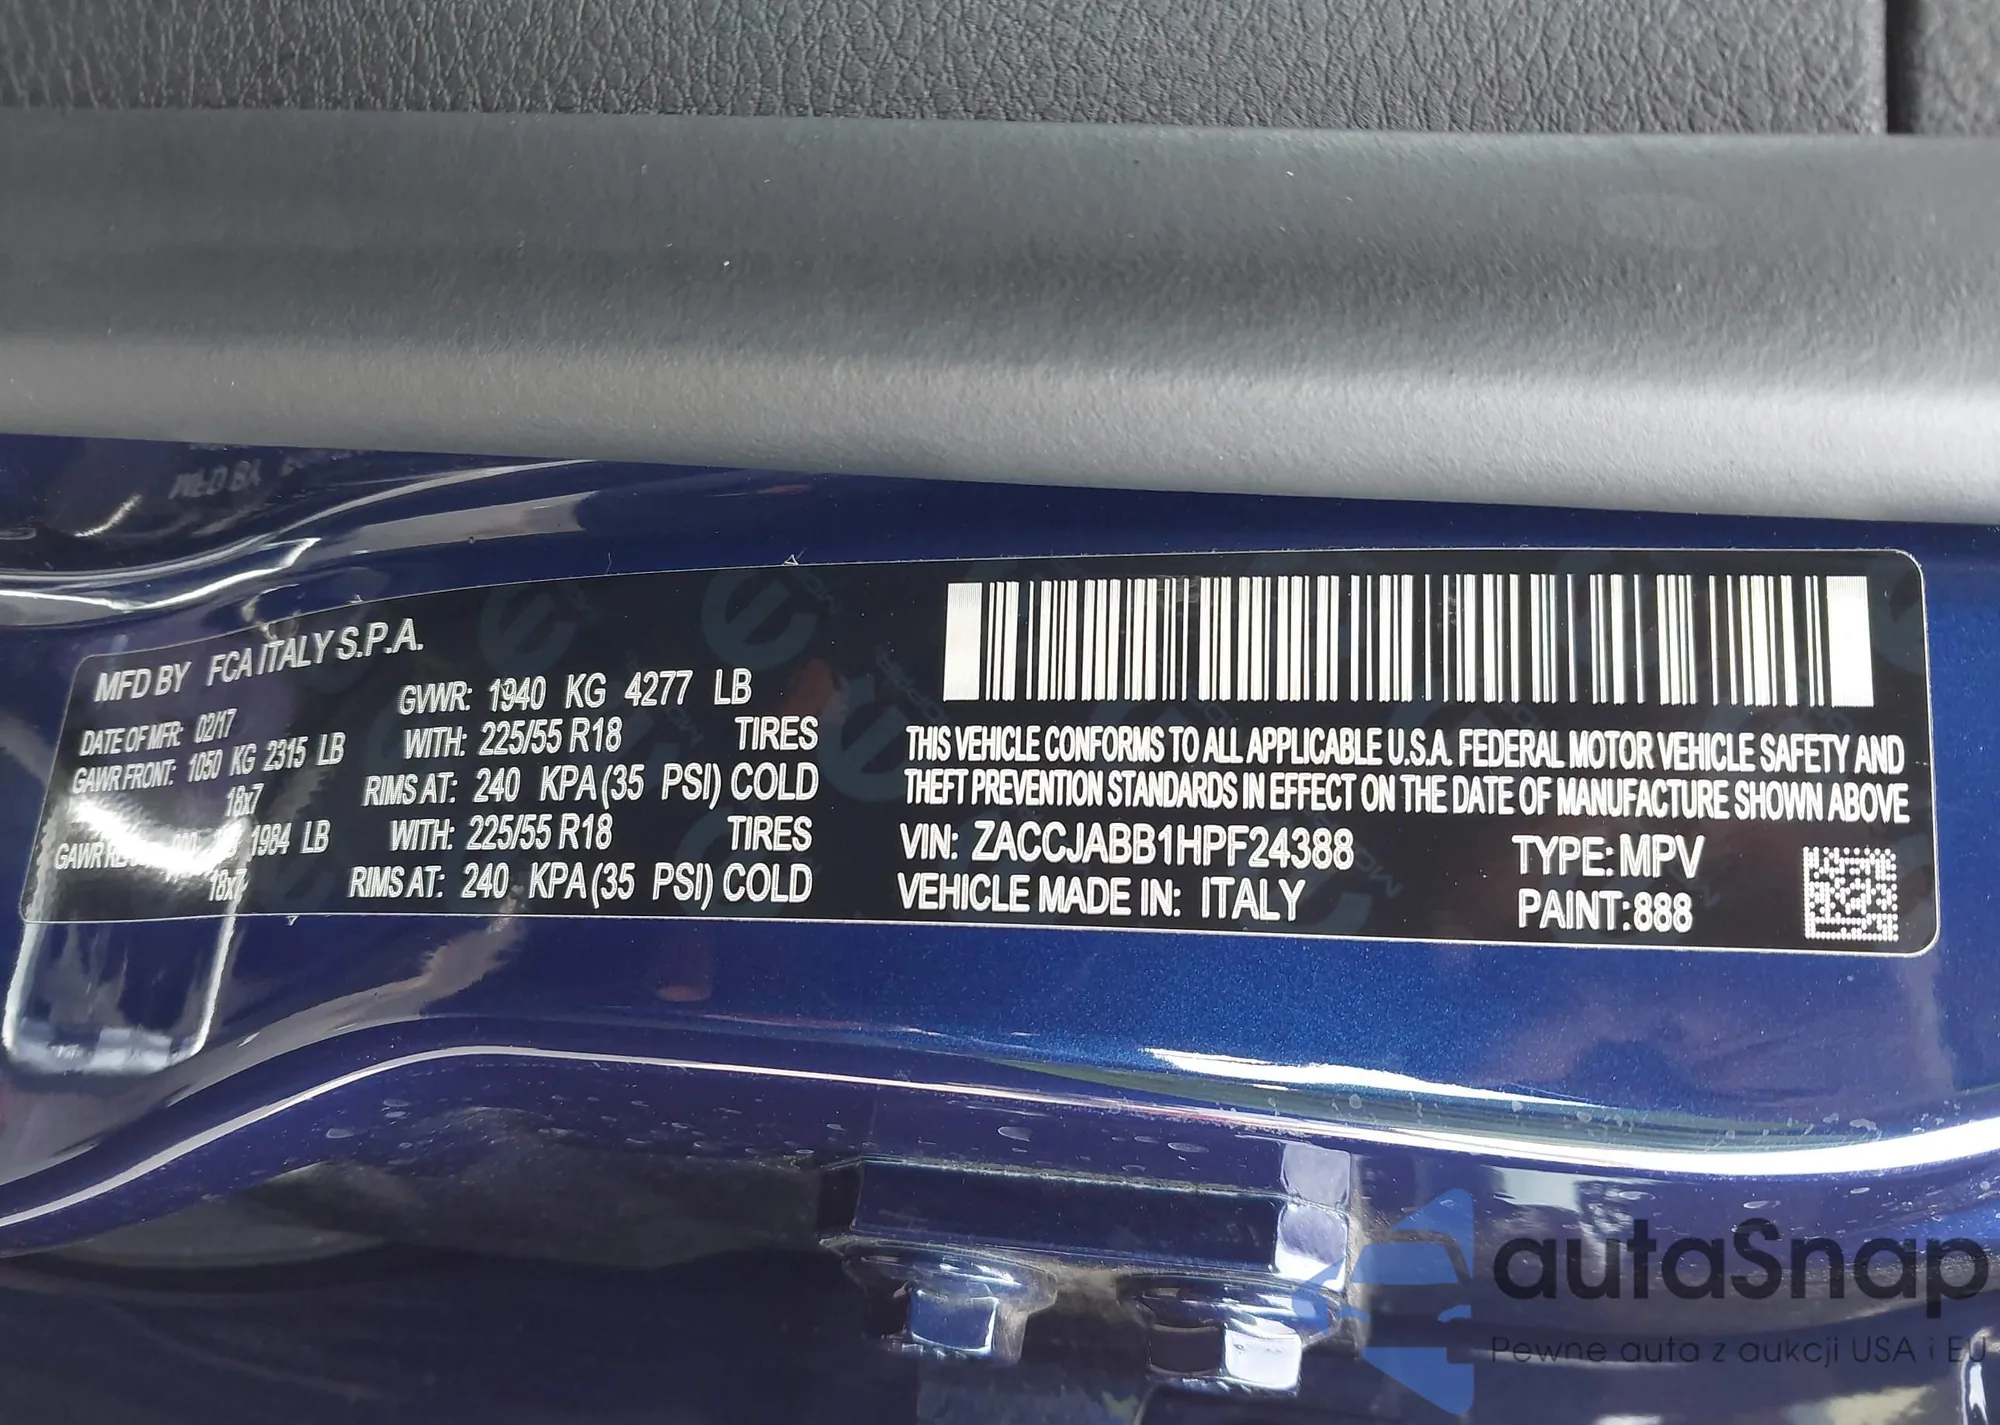 MFD BY FCA ITALY S.P.A.
DATE OF MFR: 02/17 GVWR: 1940 KG 4277 LB
GAWR FRONT: 1050 KG 2315 LB WITH: 225/55 R18 TIRES
18x7 RIMS AT: 240 KPA (35 PSI) COLD
GAWR 1984 LB WITH: 225/55 R18 TIRES
18x7 RIMS AT: 240 KPA (35 PSI) COLD
THIS VEHICLE CONFORMS TO ALL APPLICABLE U.S.A. FEDERAL MOTOR VEHICLE SAFETY AND
THEFT PREVENTION STANDARDS IN EFFECT ON THE DATE OF MANUFACTURE SHOWN ABOVE
VIN: ZACCJABB1HPF24388 TYPE: MPV
VEHICLE MADE IN: ITALY PAINT: 888
autaSnap
Pewne auta z aukcji USA i EU